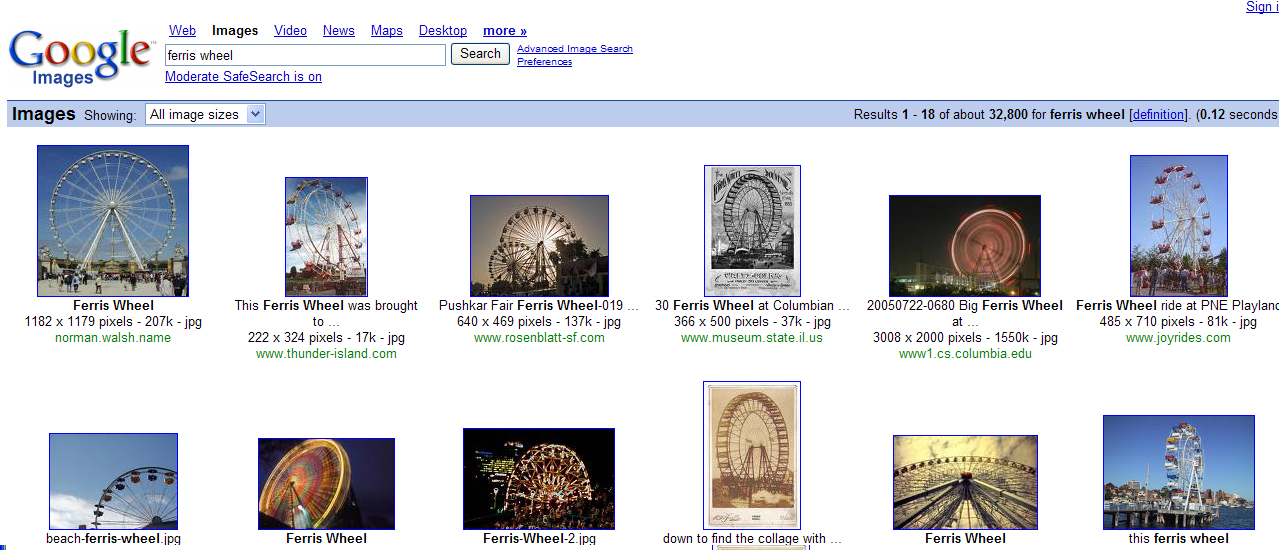 Sign i
Web Images Video News Maps Desktop more »
Google™
Images
ferris wheel
Search
Advanced Image Search
Preferences
Moderate SafeSearch is on
Images Showing: All image sizes
Results 1 - 18 of about 32,800 for ferris wheel [definition]. (0.12 seconds
Ferris Wheel
1182 x 1179 pixels - 207k - jpg
norman.walsh.name
This Ferris Wheel was brought
to ...
222 x 324 pixels - 17k - jpg
www.thunder-island.com
Pushkar Fair Ferris Wheel-019 ...
640 x 469 pixels - 137k - jpg
www.rosenblatt-sf.com
30 Ferris Wheel at Columbian ...
366 x 500 pixels - 37k - jpg
www.museum.state.il.us
20050722-0680 Big Ferris Wheel
at ...
3008 x 2000 pixels - 1550k - jpg
www1.cs.columbia.edu
Ferris Wheel ride at PNE Playland
485 x 710 pixels - 81k - jpg
www.joyrides.com
beach-ferris-wheel.jpg
Ferris Wheel
Ferris-Wheel-2.jpg
down to find the collage with ...
Ferris Wheel
this ferris wheel